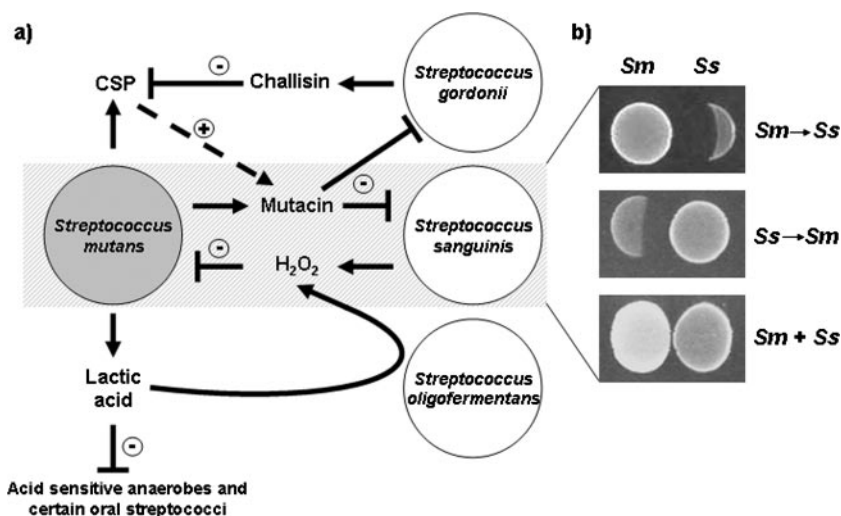 a)
CSP
-
Challisin
Streptococcus
gordonii
+
Streptococcus
mutans
Mutacin
-
Streptococcus
sanguinis
-
H₂O₂
Lactic
acid
Streptococcus
oligofermentans
-
Acid sensitive anaerobes and
certain oral streptococci
b)
Sm Ss
Sm→Ss
Ss→Sm
Sm + Ss